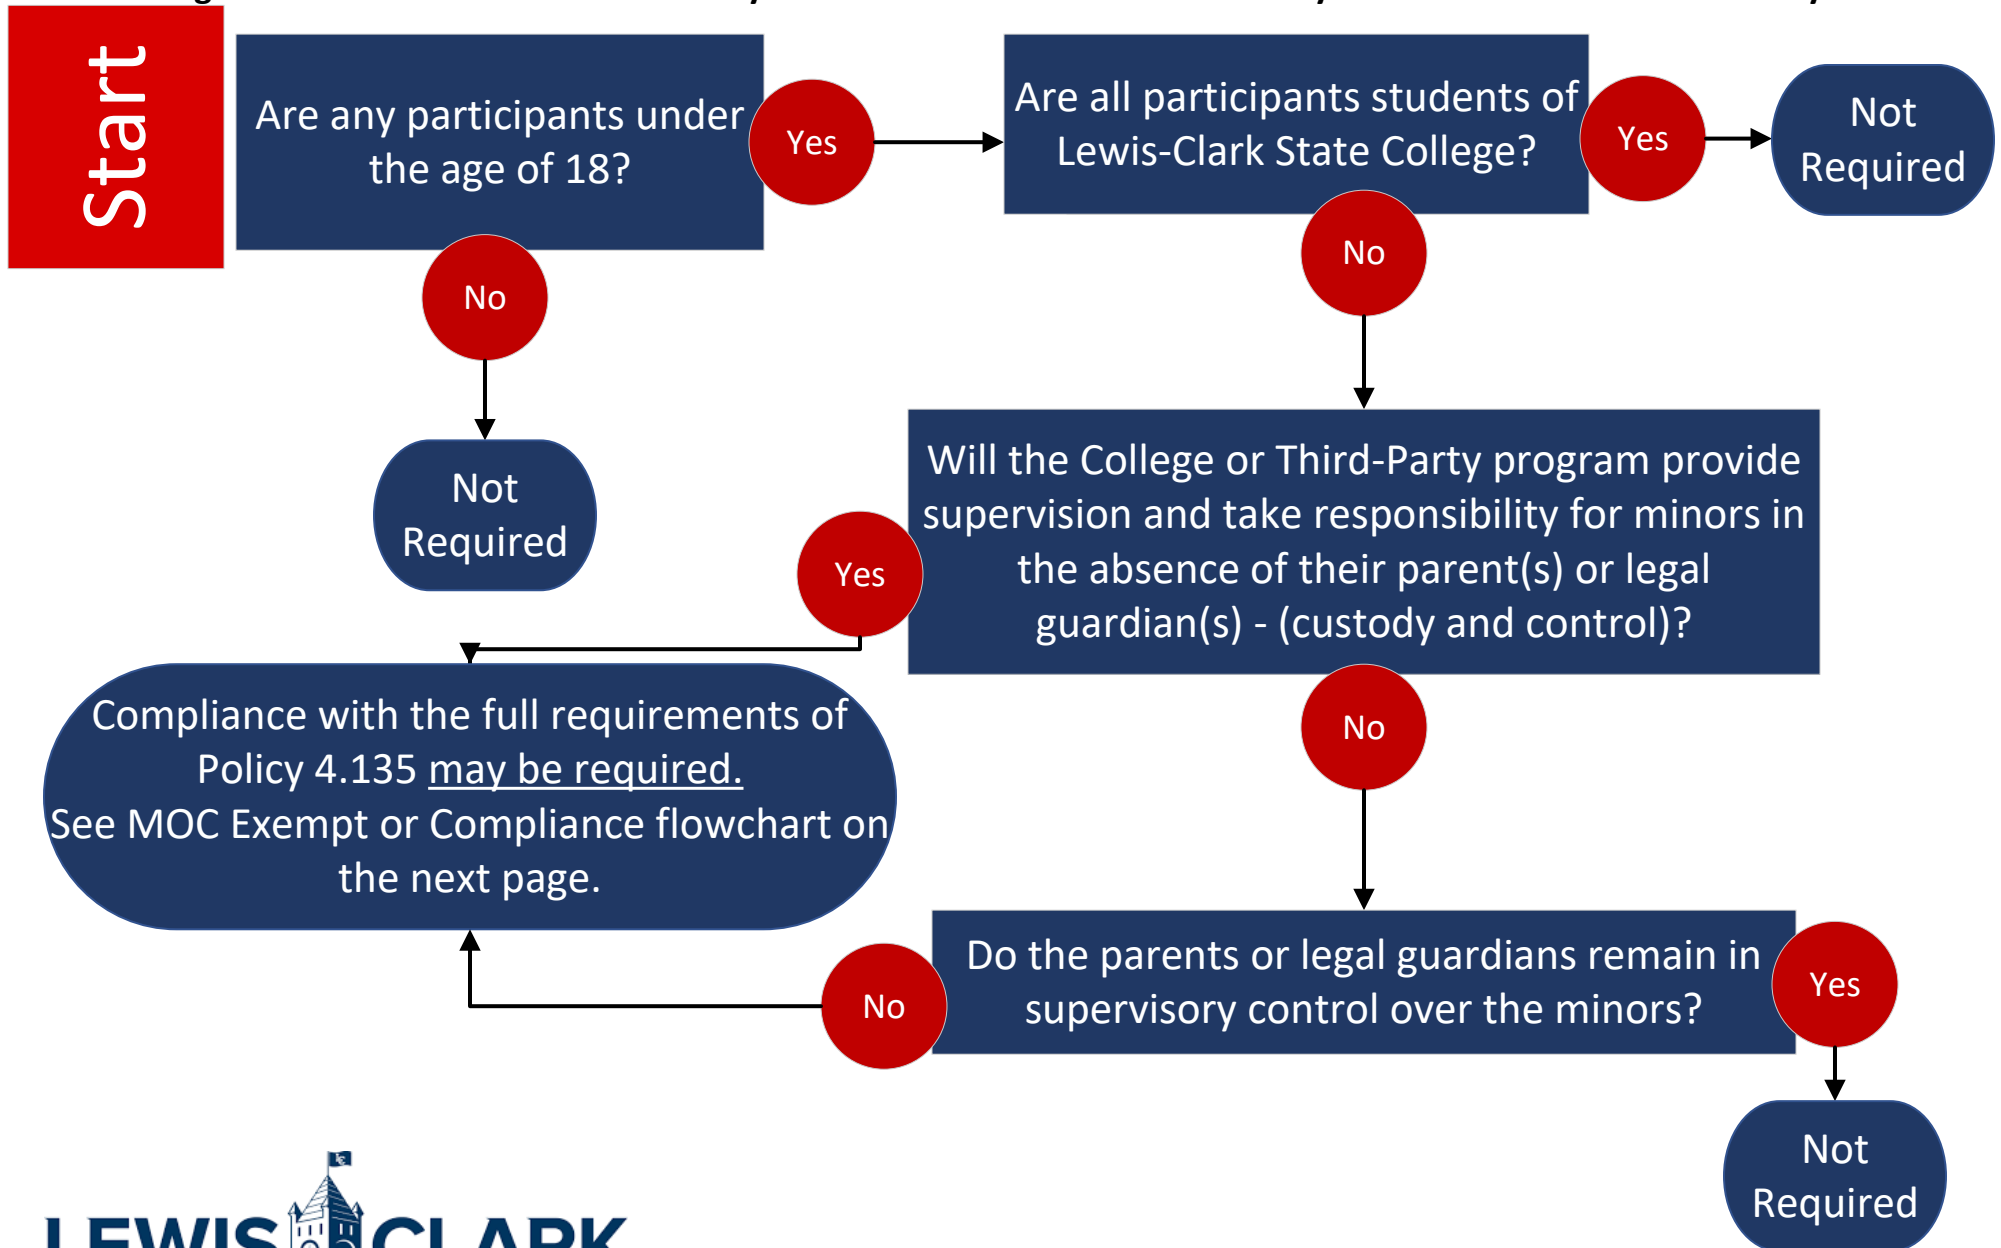 Start
Are any participants under
the age of 18?
Yes
Are all participants students of
Lewis-Clark State College?
Yes
Not
Required
No
No
Not
Required
Will the College or Third-Party program provide
supervision and take responsibility for minors in
the absence of their parent(s) or legal
guardian(s) - (custody and control)?
Yes
No
Compliance with the full requirements of
Policy 4.135 may be required.
See MOC Exempt or Compliance flowchart on
the next page.
Do the parents or legal guardians remain in
supervisory control over the minors?
Yes
No
Not
Required
LEWIS CLARK